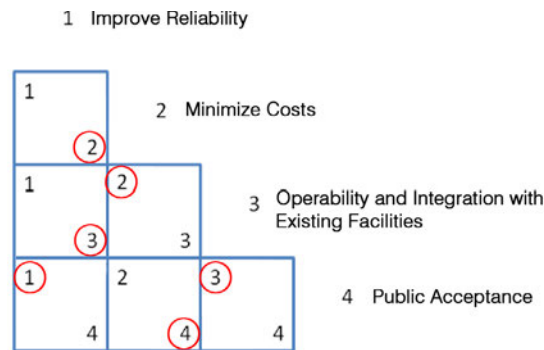 1 Improve Reliability
1
2 Minimize Costs
2
1 2
3 Operability and Integration with
Existing Facilities
3 3
1 2 3
4 Public Acceptance
4 4 4